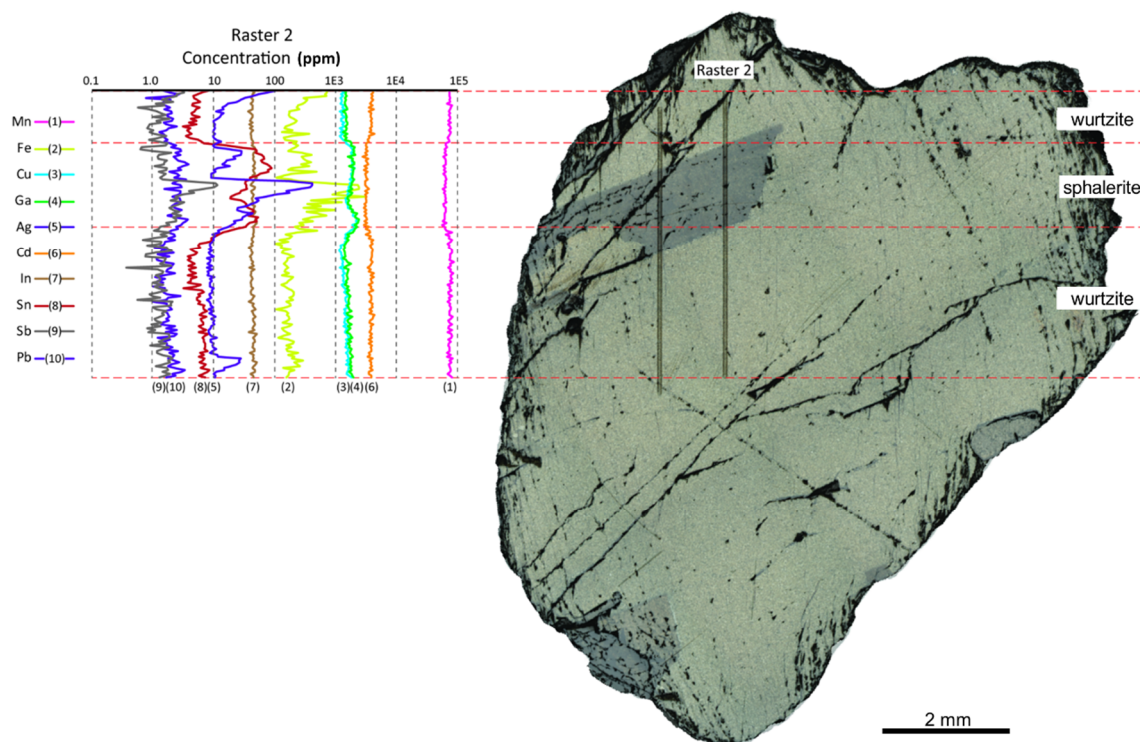 Raster 2
Concentration (ppm)
0.1 1.0 10 100 1E3 1E4 1E5
Mn (1)
Fe (2)
Cu (3)
Ga (4)
Ag (5)
Cd (6)
In (7)
Sn (8)
Sb (9)
Pb (10)
(9)(10) (8)(5) (7) (2) (3)(4)(6) (1)
Raster 2
wurtzite
sphalerite
wurtzite
2 mm